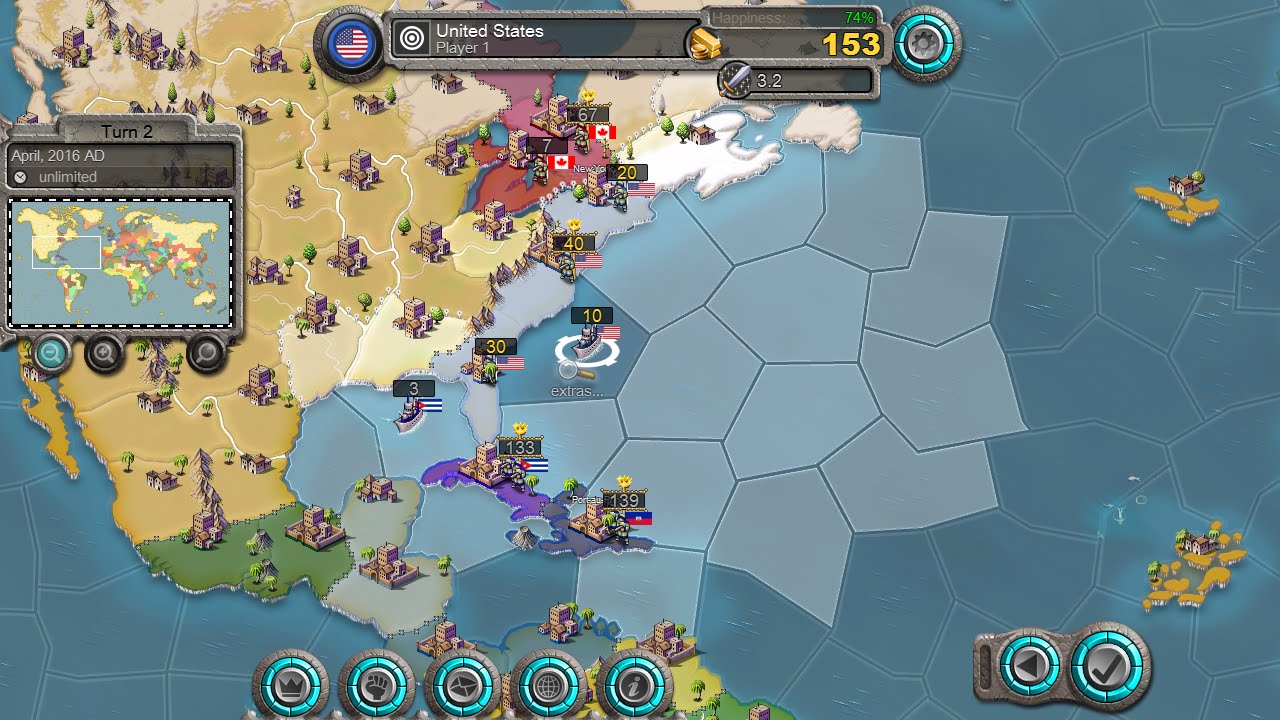 United States
Player 1
Happiness: 74%
153
3.2
Turn 2
April, 2016 AD
unlimited
67
7
20
40
10
extras...
30
3
133
139